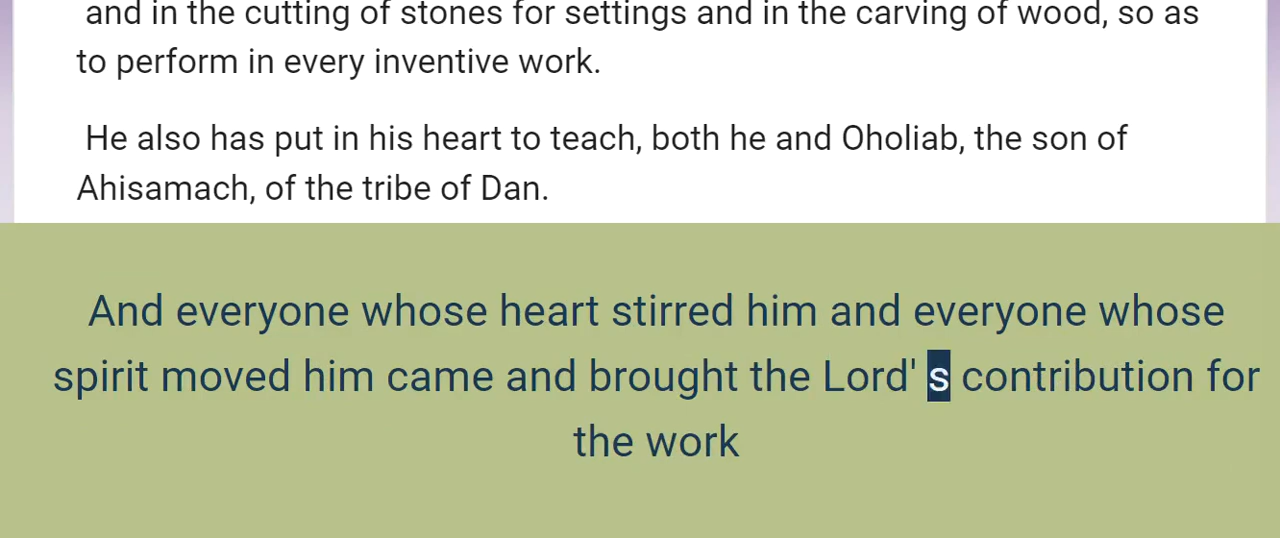 and in the cutting of stones for settings and in the carving of wood, so as
to perform in every inventive work.
He also has put in his heart to teach, both he and Oholiab, the son of
Ahisamach, of the tribe of Dan.
And everyone whose heart stirred him and everyone whose
spirit moved him came and brought the Lord' s contribution for
the work